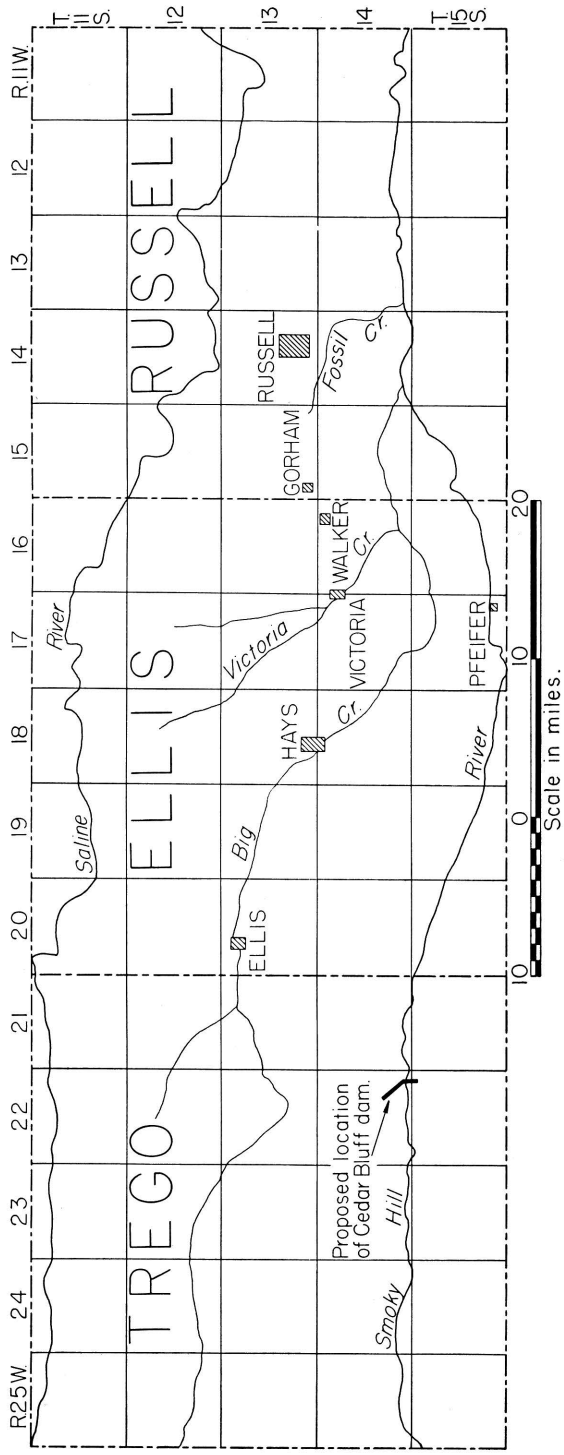 R.25W.
24
23
22
21
20
19
18
17
16
15
14
13
12
R.11W.
T. 11 S.
12
13
14
T. 15 S.
TREGO
ELLIS
RUSSELL
Saline
River
Big
Cr.
Victoria
Cr.
ELLIS
HAYS
VICTORIA
WALKER
GORHAM
RUSSELL
Fossil
Cr.
PFEIFER
Proposed location
of Cedar Bluff dam.
Smoky
Hill
River
10
0
10
20
Scale in miles.